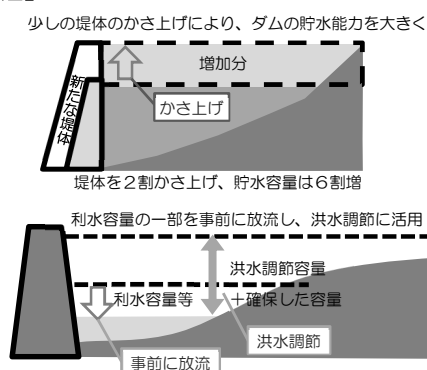 少しの堤体のかさ上げにより、ダムの貯水能力を大きく
増加分
かさ上げ
新たな堤体
堤体を2割かさ上げ、貯水容量は6割増
利水容量の一部を事前に放流し、洪水調節に活用
洪水調節容量
利水容量等
＋確保した容量
洪水調節
事前に放流